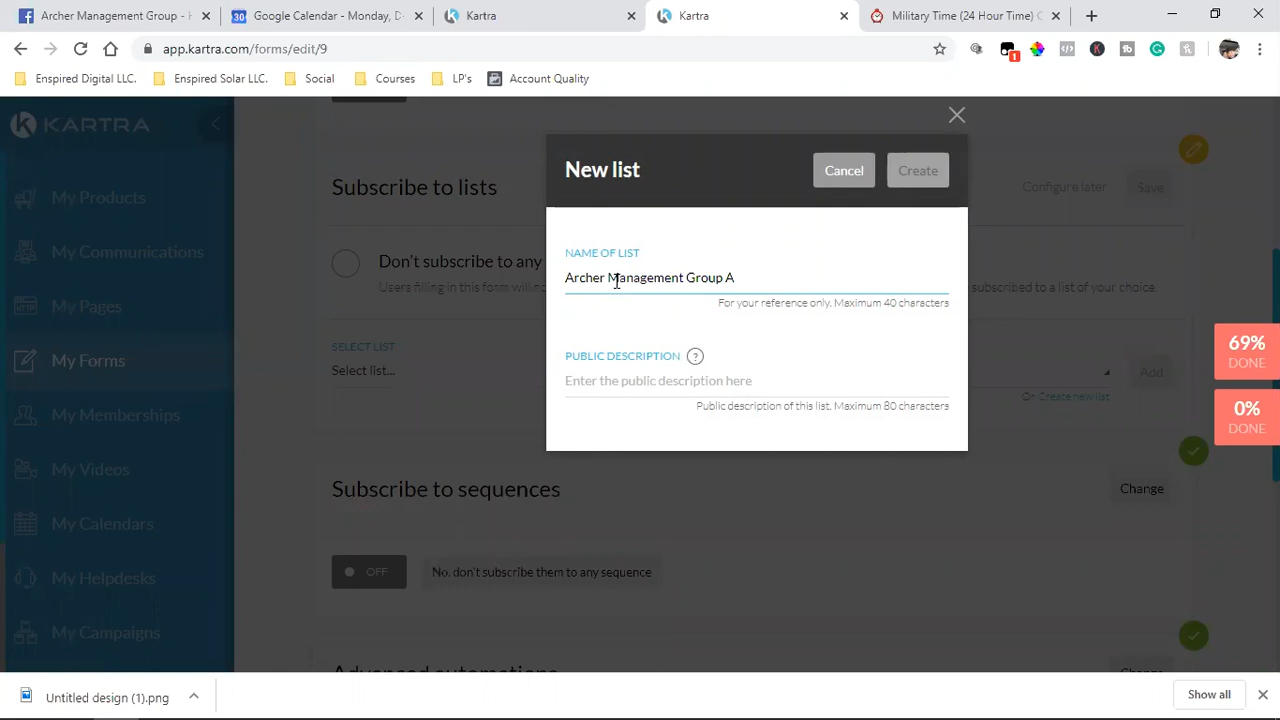 Archer Management Group - H
Google Calendar - Monday,
Kartra
Kartra
Military Time (24 Hour Time) C
app.kartra.com/forms/edit/9
1
Enspired Digital LLC.
Enspired Solar LLC.
Social
Courses
LP's
Account Quality
KARTRA
My Products
My Communications
My Pages
My Forms
My Memberships
My Videos
My Calendars
My Helpdesks
My Campaigns
Subscribe to lists
Configure later
Save
Don't subscribe to any
Users filling in this form will
subscribed to a list of your choice.
SELECT LIST
Select list...
Add
Or Create new list
New list
Cancel
Create
NAME OF LIST
Archer Management Group A
For your reference only. Maximum 40 characters
PUBLIC DESCRIPTION ?
Enter the public description here
Public description of this list. Maximum 80 characters
69%
DONE
0%
DONE
Subscribe to sequences
Change
OFF
No, don't subscribe them to any sequence
Advanced automations
Change
Untitled design (1).png
Show all